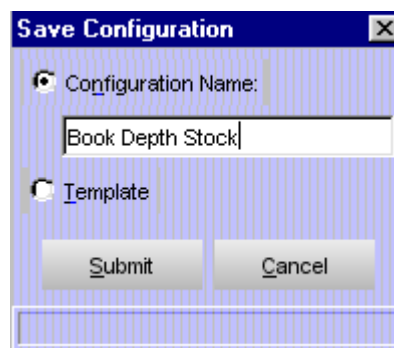 Save Configuration
Configuration Name:
Book Depth Stock
Template
Submit Cancel